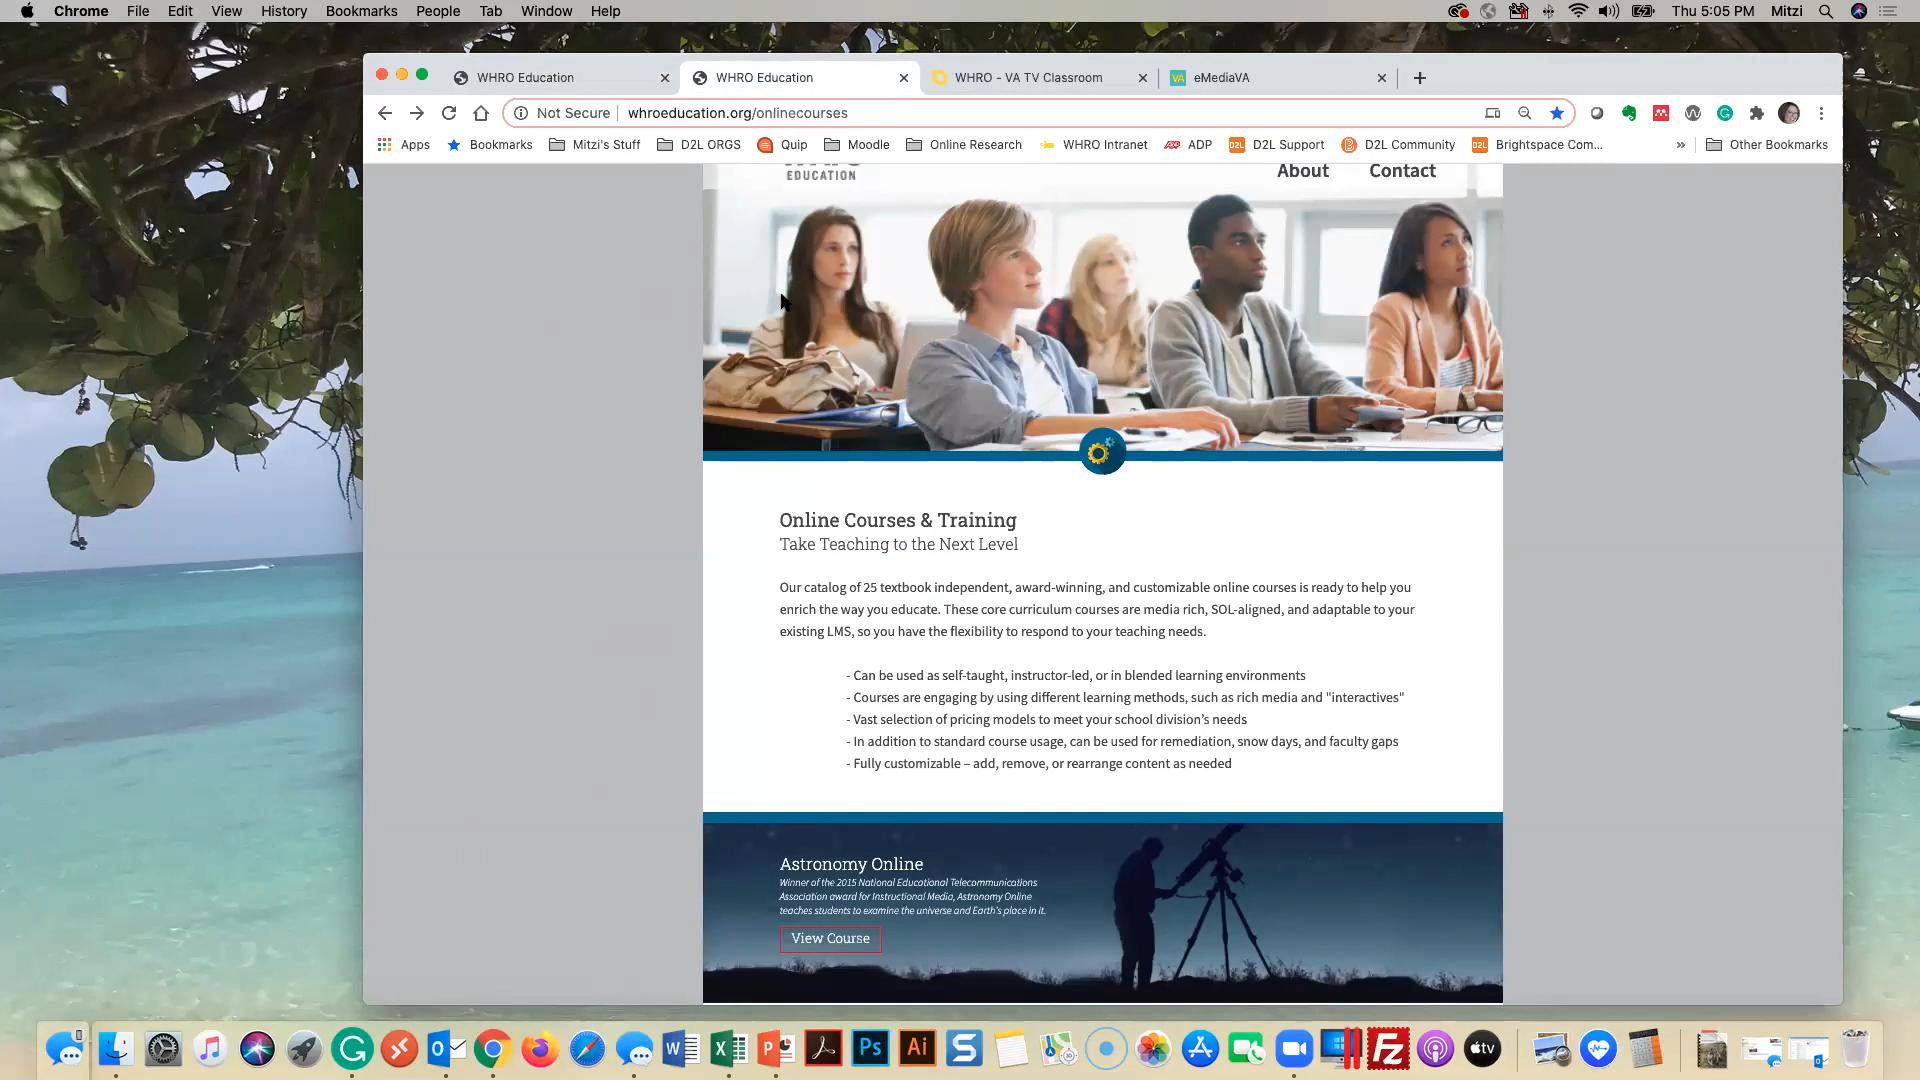 Chrome File Edit View History Bookmarks People Tab Window Help Thu 5:05 PM Mitzi
WHRO Education WHRO Education WHRO - VA TV Classroom VA eMediaVA
Not Secure whroeducation.org/onlinecourses
Apps Bookmarks Mitzi's Stuff D2L ORGS Quip Moodle Online Research WHRO Intranet ADP D2L D2L Support D2L Community D2L Brightspace Com... » Other Bookmarks
EDUCATION About Contact
Online Courses & Training
Take Teaching to the Next Level
Our catalog of 25 textbook independent, award-winning, and customizable online courses is ready to help you
enrich the way you educate. These core curriculum courses are media rich, SOL-aligned, and adaptable to your
existing LMS, so you have the flexibility to respond to your teaching needs.
- Can be used as self-taught, instructor-led, or in blended learning environments
- Courses are engaging by using different learning methods, such as rich media and "interactives"
- Vast selection of pricing models to meet your school division's needs
- In addition to standard course usage, can be used for remediation, snow days, and faculty gaps
- Fully customizable – add, remove, or rearrange content as needed
Astronomy Online
Winner of the 2015 National Educational Telecommunications
Association award for Instructional Media, Astronomy Online
teaches students to examine the universe and Earth's place in it.
View Course
W X P Ps Ai S Fz tv